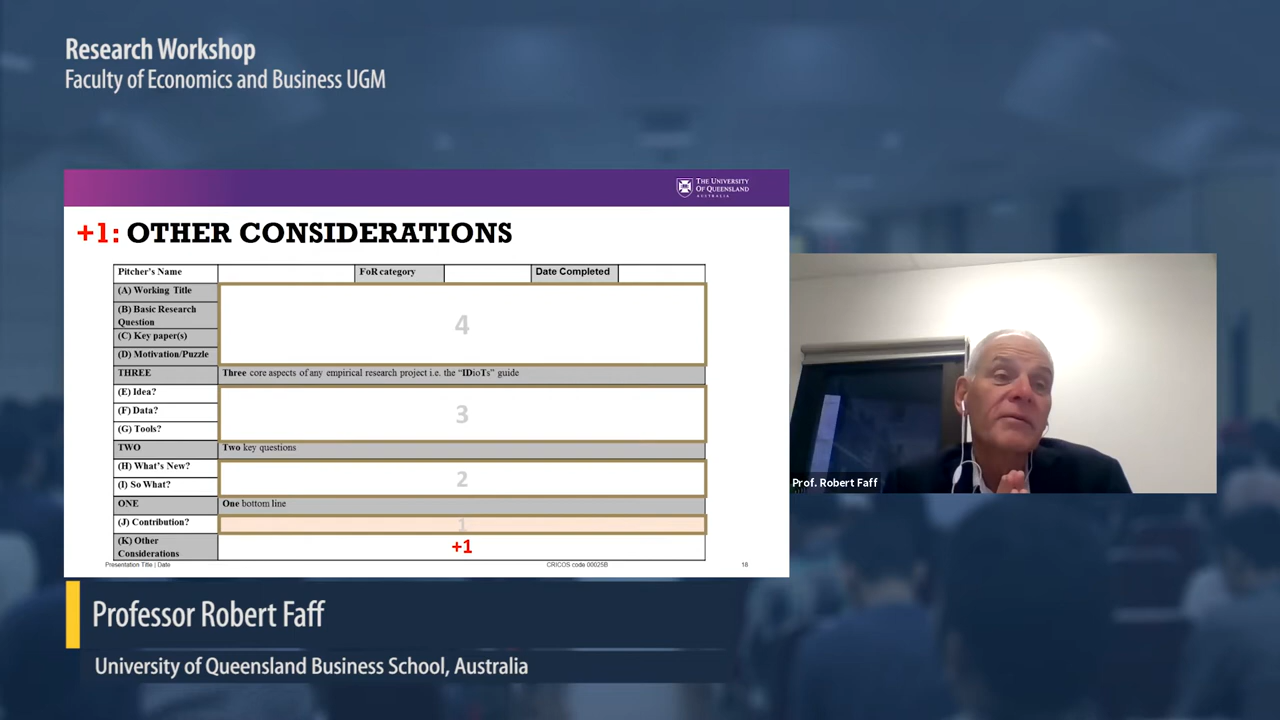 Research Workshop
Faculty of Economics and Business UGM
THE UNIVERSITY
OF QUEENSLAND
AUSTRALIA
+1: OTHER CONSIDERATIONS
Pitcher's Name FoR category Date Completed
(A) Working Title
(B) Basic Research
Question
(C) Key paper(s)
(D) Motivation/Puzzle
4
THREE Three core aspects of any empirical research project i.e. the "IDioTs" guide
(E) Idea?
(F) Data?
(G) Tools?
3
TWO Two key questions
(H) What's New?
(I) So What?
2
ONE One bottom line
(J) Contribution? 1
(K) Other
Considerations
+1
Presentation Title | Date CRICOS code 00025B 18
Prof. Robert Faff
Professor Robert Faff
University of Queensland Business School, Australia